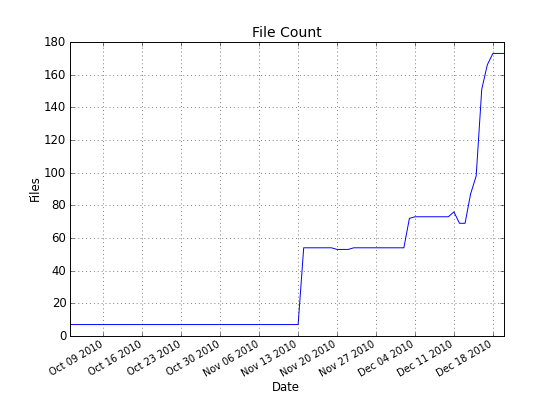 File Count
180
160
140
120
100
80
60
40
20
0
Files
Oct 09 2010
Oct 16 2010
Oct 23 2010
Oct 30 2010
Nov 06 2010
Nov 13 2010
Nov 20 2010
Nov 27 2010
Dec 04 2010
Dec 11 2010
Dec 18 2010
Date